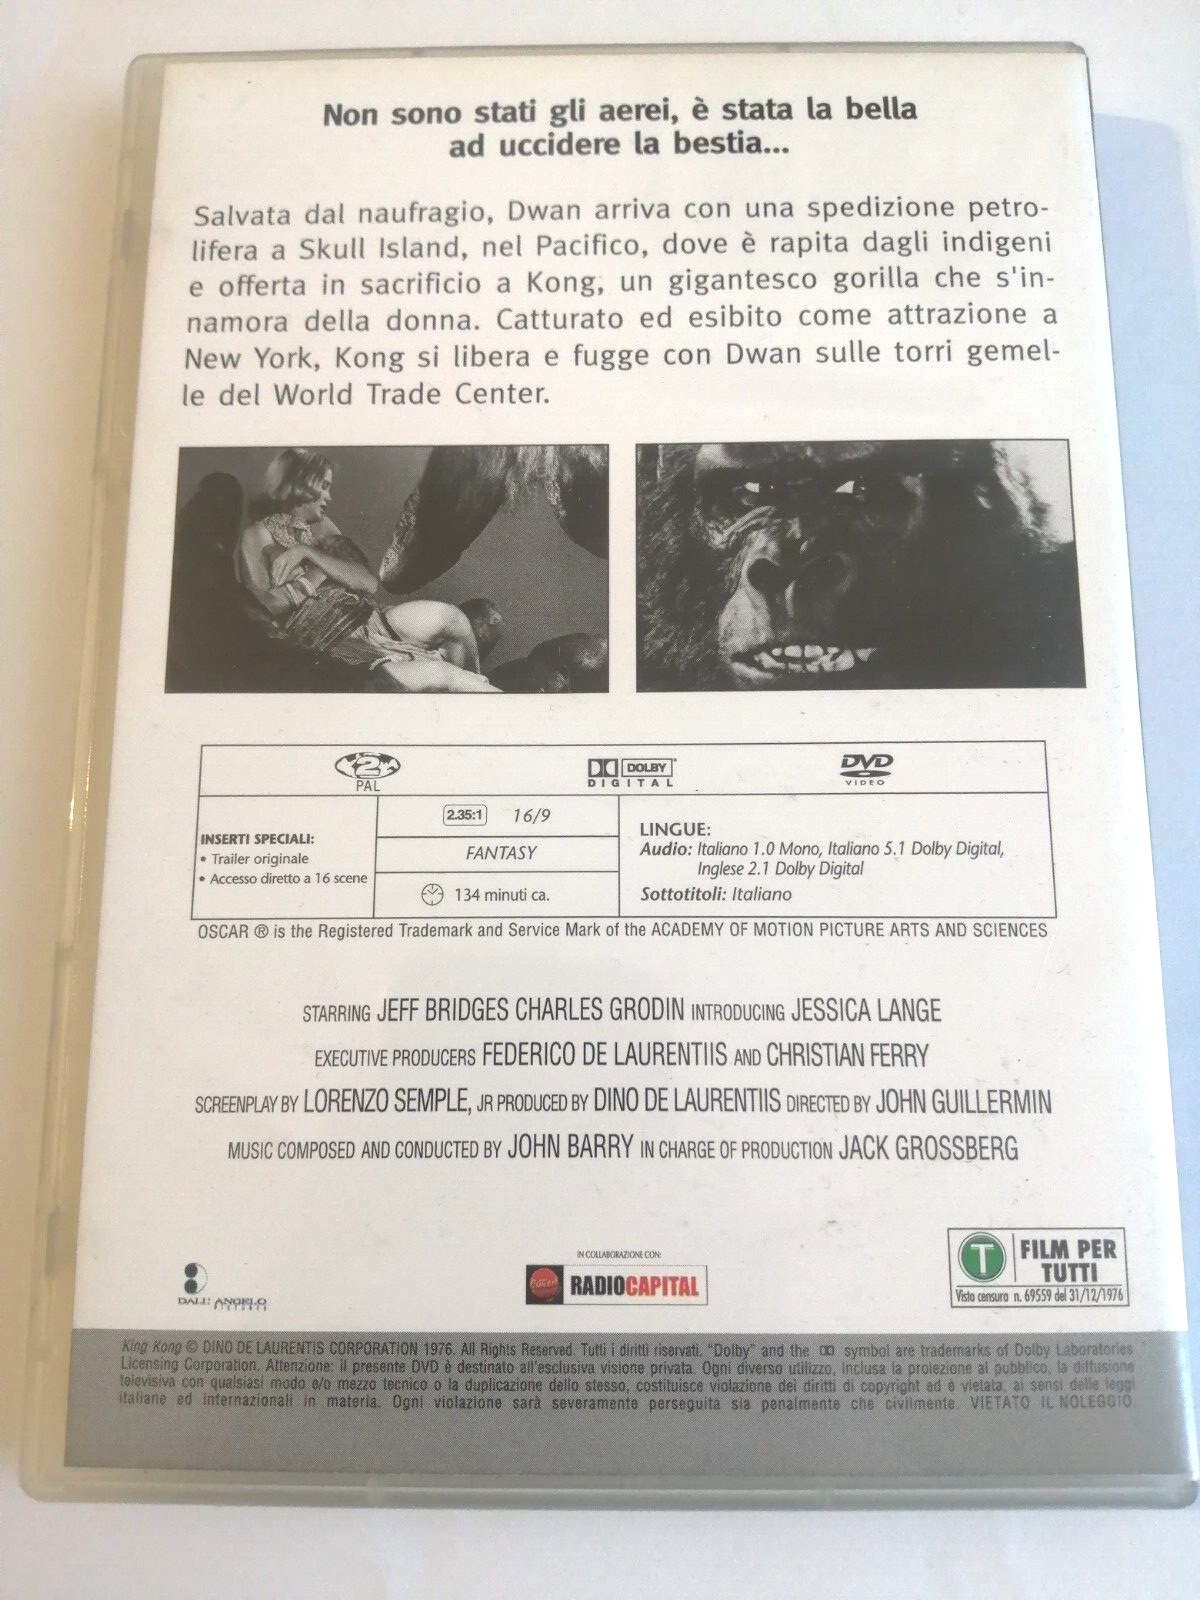 Non sono stati gli aerei, è stata la bella
ad uccidere la bestia...
Salvata dal naufragio, Dwan arriva con una spedizione petro-
lifera a Skull Island, nel Pacifico, dove è rapita dagli indigeni
e offerta in sacrificio a Kong, un gigantesco gorilla che s'in-
namora della donna. Catturato ed esibito come attrazione a
New York, Kong si libera e fugge con Dwan sulle torri gemel-
le del World Trade Center.
2
PAL
DOLBY
DIGITAL
DVD
VIDEO
INSERTI SPECIALI:
• Trailer originale
• Accesso diretto a 16 scene
2.35:1 16/9
FANTASY
134 minuti ca.
LINGUE:
Audio: Italiano 1.0 Mono, Italiano 5.1 Dolby Digital,
Inglese 2.1 Dolby Digital
Sottotitoli: Italiano
OSCAR ® is the Registered Trademark and Service Mark of the ACADEMY OF MOTION PICTURE ARTS AND SCIENCES
STARRING JEFF BRIDGES CHARLES GRODIN INTRODUCING JESSICA LANGE
EXECUTIVE PRODUCERS FEDERICO DE LAURENTIIS AND CHRISTIAN FERRY
SCREENPLAY BY LORENZO SEMPLE, JR PRODUCED BY DINO DE LAURENTIIS DIRECTED BY JOHN GUILLERMIN
MUSIC COMPOSED AND CONDUCTED BY JOHN BARRY IN CHARGE OF PRODUCTION JACK GROSSBERG
DALL' ANGELO
PICTURES
IN COLLABORAZIONE CON:
RADIOCAPITAL
T FILM PER
TUTTI
Visto censura n. 69559 del 31/12/1976
King Kong © DINO DE LAURENTIS CORPORATION 1976. All Rights Reserved. Tutti i diritti riservati. "Dolby" and the symbol are trademarks of Dolby Laboratories
Licensing Corporation. Attenzione: il presente DVD è destinato all'esclusiva visione privata. Ogni diverso utilizzo, inclusa la proiezione al pubblico, la diffusione
televisiva con qualsiasi modo e/o mezzo tecnico o la duplicazione dello stesso, costituisce violazione dei diritti di copyright ed è vietata, ai sensi delle leggi
italiane ed internazionali in materia. Ogni violazione sarà severamente perseguita sia penalmente che civilmente. VIETATO IL NOLEGGIO.